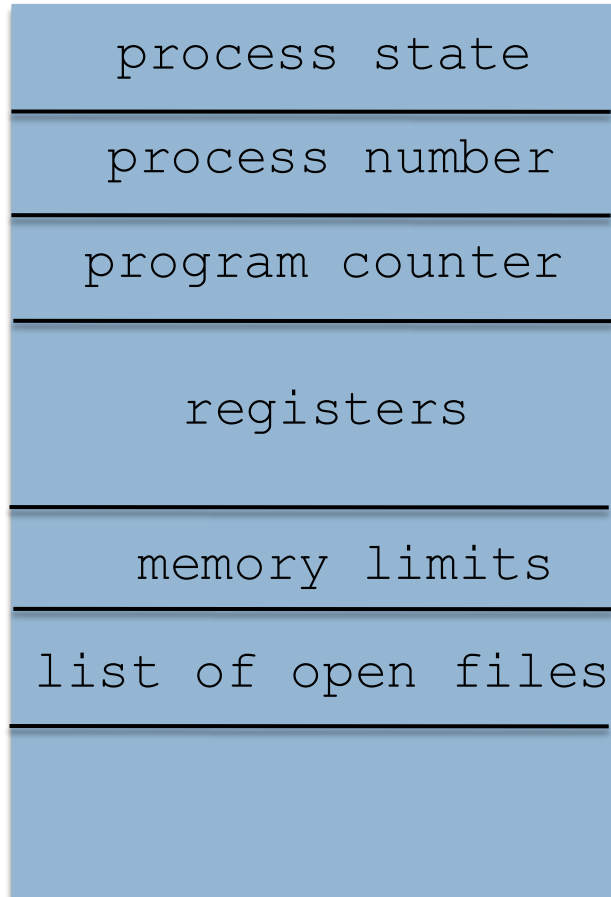 process state
process number
program counter
registers
memory limits
list of open files